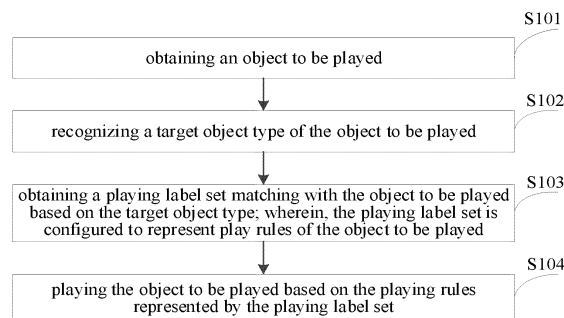 S101
obtaining an object to be played
S102
recognizing a target object type of the object to be played
S103
obtaining a playing label set matching with the object to be played
based on the target object type; wherein, the playing label set is
configured to represent play rules of the object to be played
S104
playing the object to be played based on the playing rules
represented by the playing label set